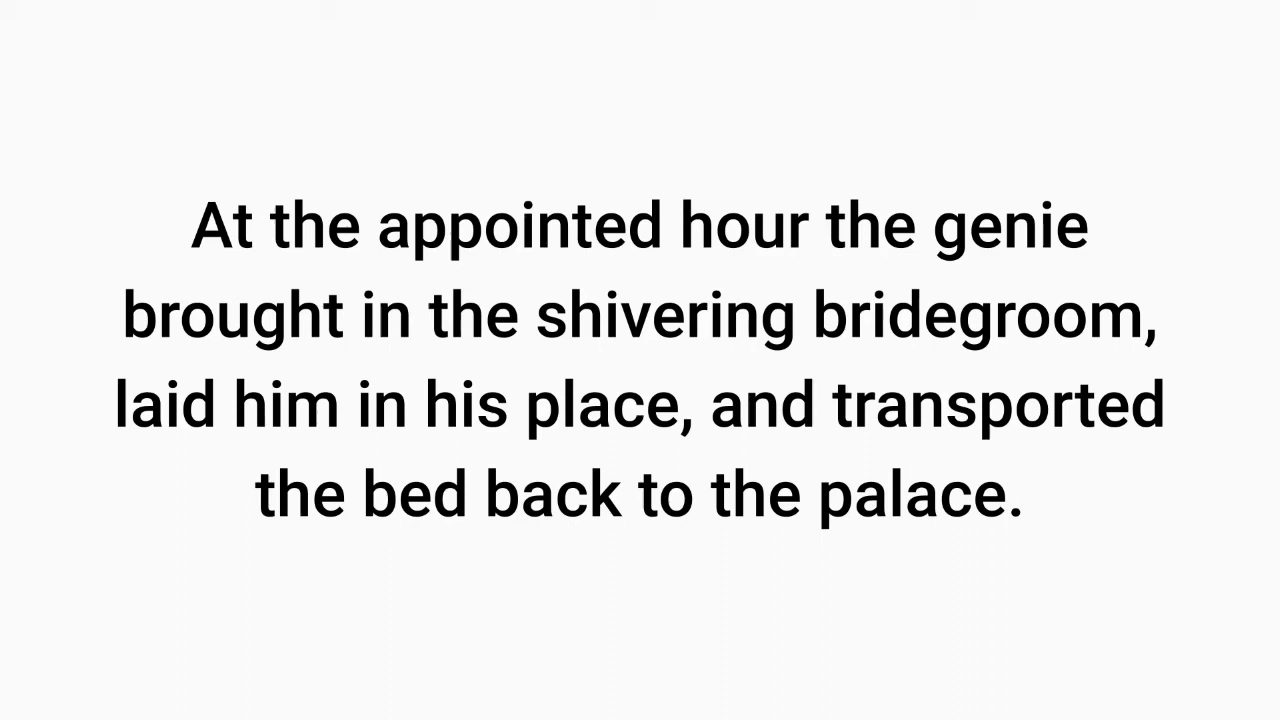 At the appointed hour the genie
brought in the shivering bridegroom,
laid him in his place, and transported
the bed back to the palace.